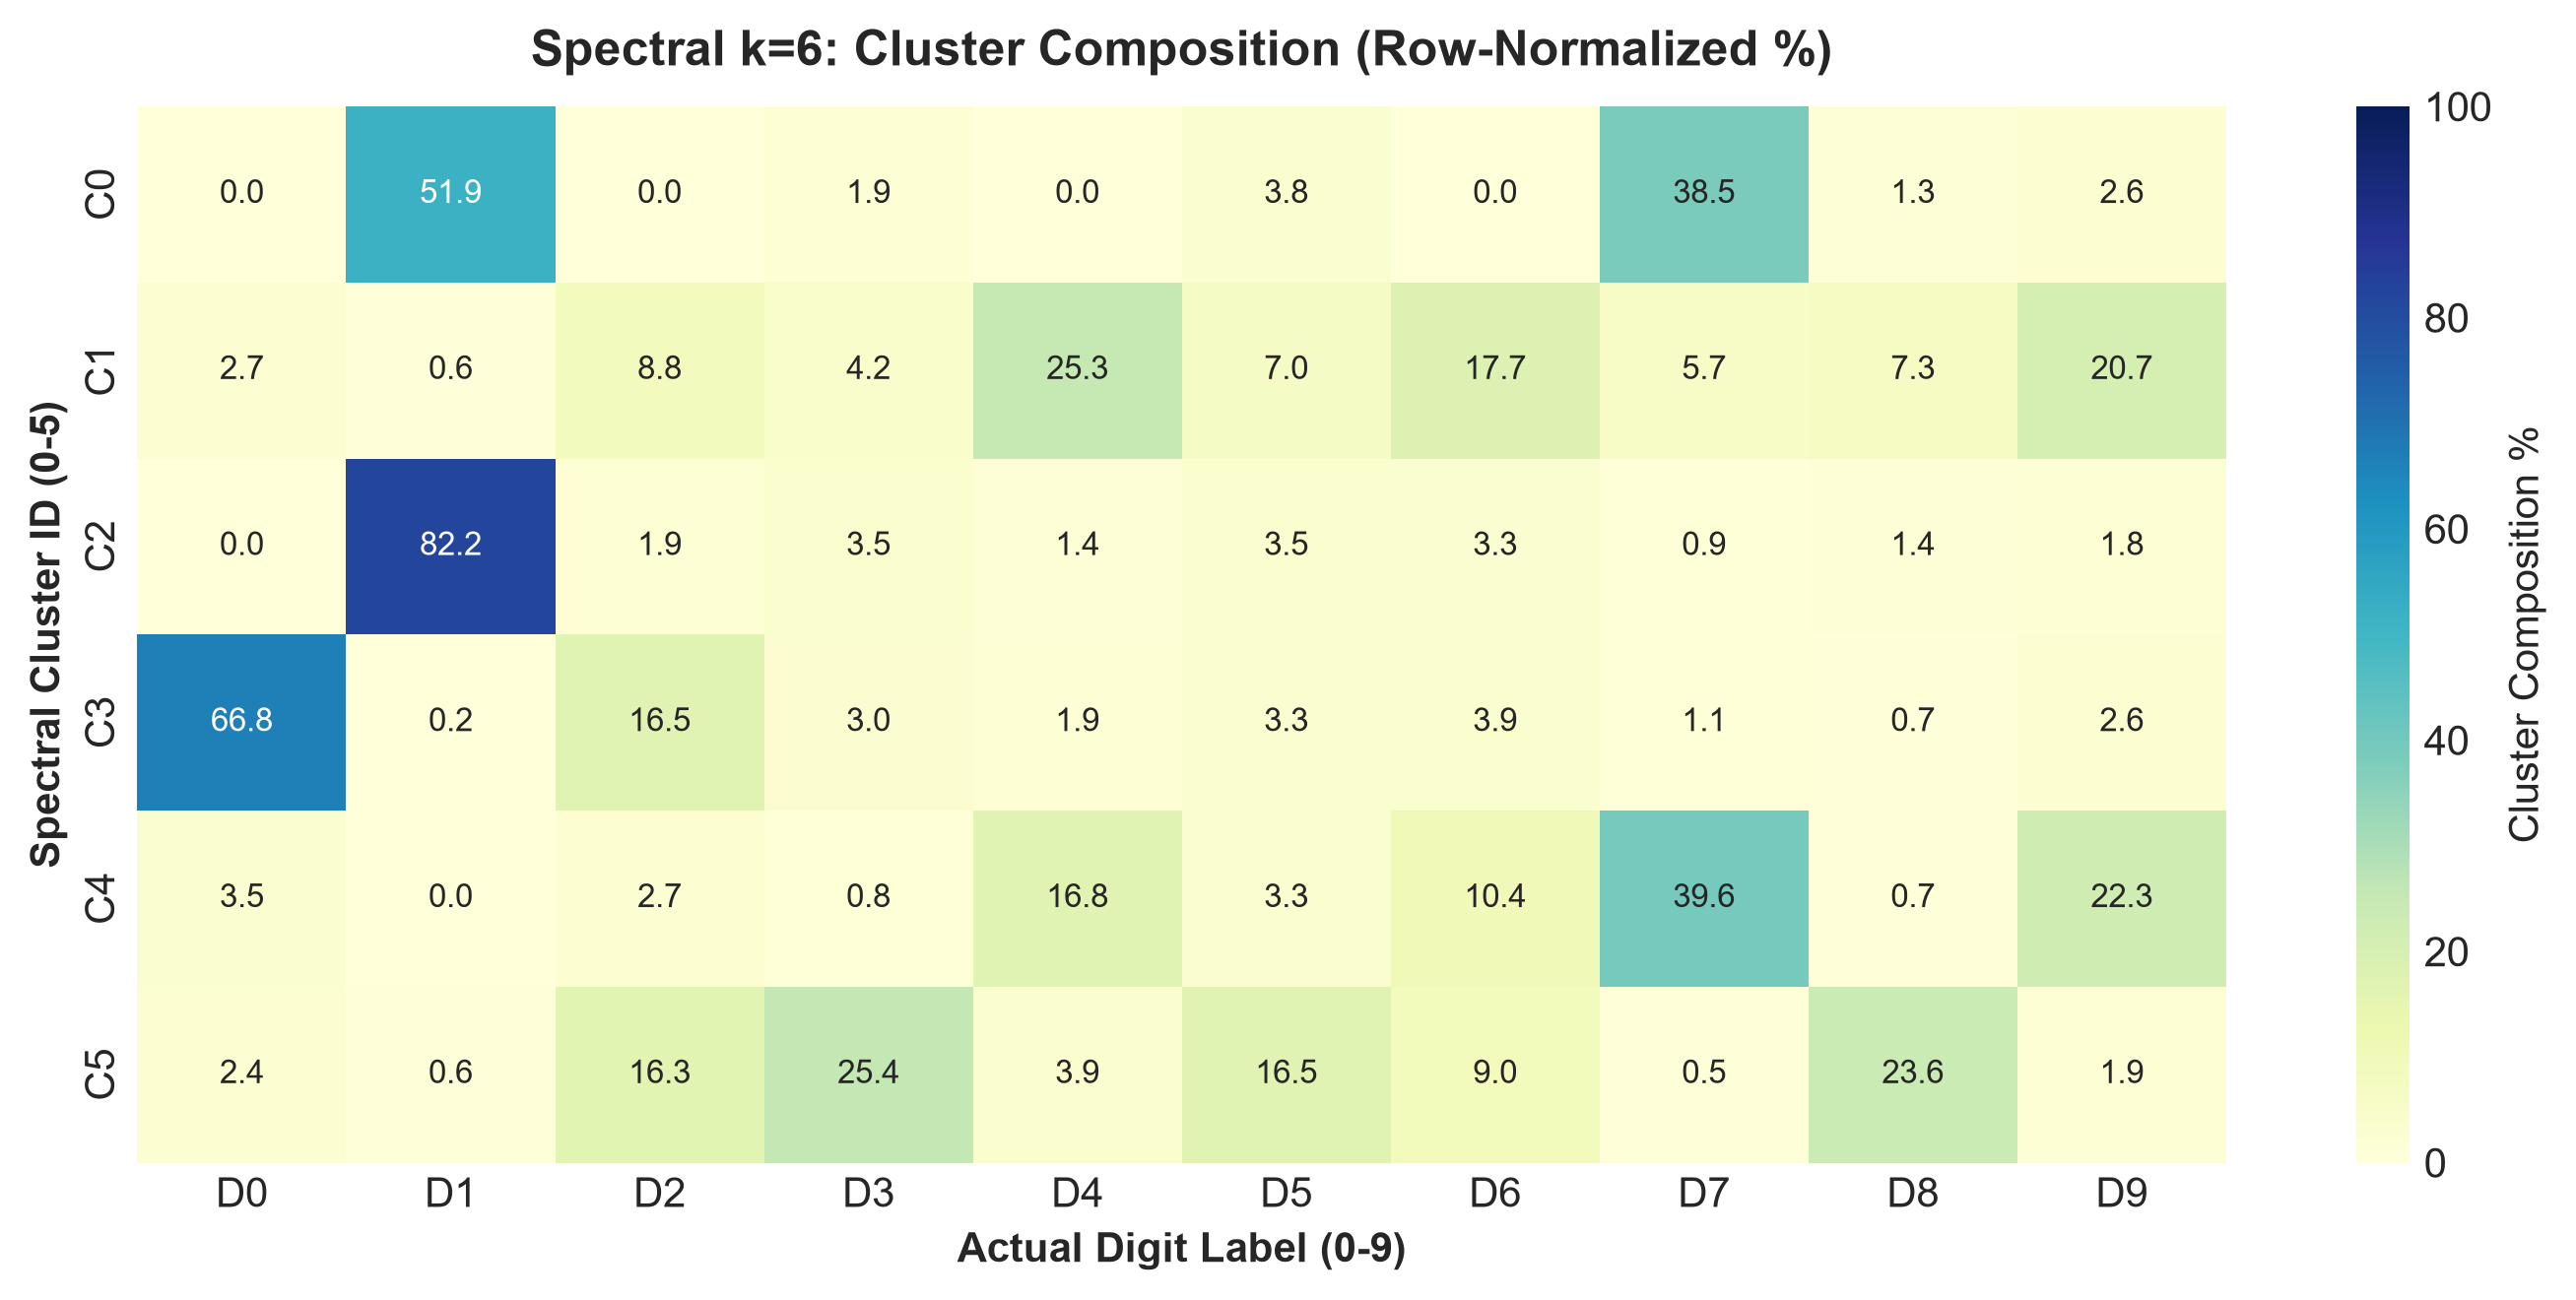 Spectral k=6: Cluster Composition (Row-Normalized %)
Spectral Cluster ID (0-5)
C0 0.0 51.9 0.0 1.9 0.0 3.8 0.0 38.5 1.3 2.6
C1 2.7 0.6 8.8 4.2 25.3 7.0 17.7 5.7 7.3 20.7
C2 0.0 82.2 1.9 3.5 1.4 3.5 3.3 0.9 1.4 1.8
C3 66.8 0.2 16.5 3.0 1.9 3.3 3.9 1.1 0.7 2.6
C4 3.5 0.0 2.7 0.8 16.8 3.3 10.4 39.6 0.7 22.3
C5 2.4 0.6 16.3 25.4 3.9 16.5 9.0 0.5 23.6 1.9
D0 D1 D2 D3 D4 D5 D6 D7 D8 D9
Actual Digit Label (0-9)
100
80
60
40
20
0
Cluster Composition %